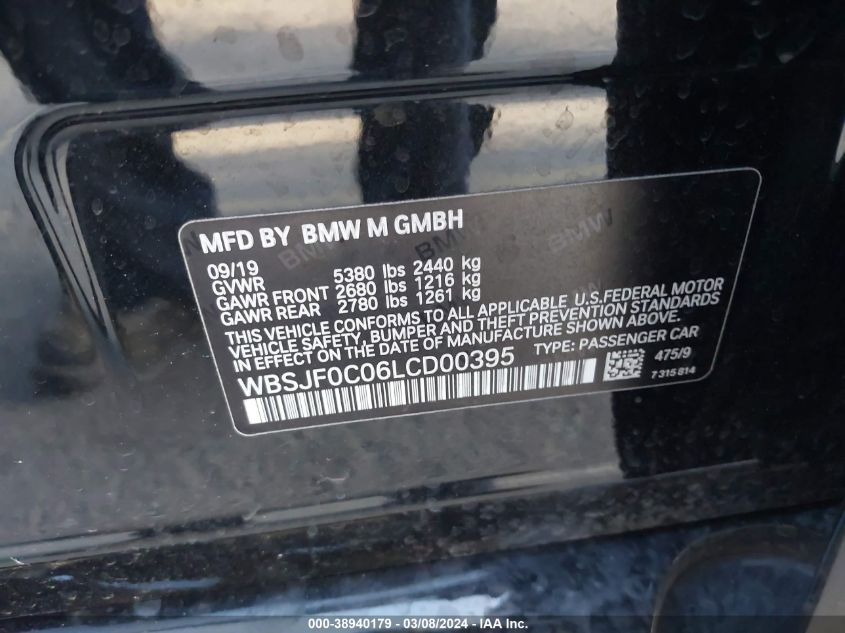 MFD BY BMW M GMBH
09/19
GVWR 5380 lbs 2440 kg
GAWR FRONT 2680 lbs 1216 kg
GAWR REAR 2780 lbs 1261 kg
THIS VEHICLE CONFORMS TO ALL APPLICABLE U.S.FEDERAL MOTOR
VEHICLE SAFETY, BUMPER AND THEFT PREVENTION STANDARDS
IN EFFECT ON THE DATE OF MANUFACTURE SHOWN ABOVE.
WBSJF0C06LCD00395 TYPE: PASSENGER CAR
475/9
7 315 814
BMW BMW BMW
000-38940179 - 03/08/2024 - IAA Inc.